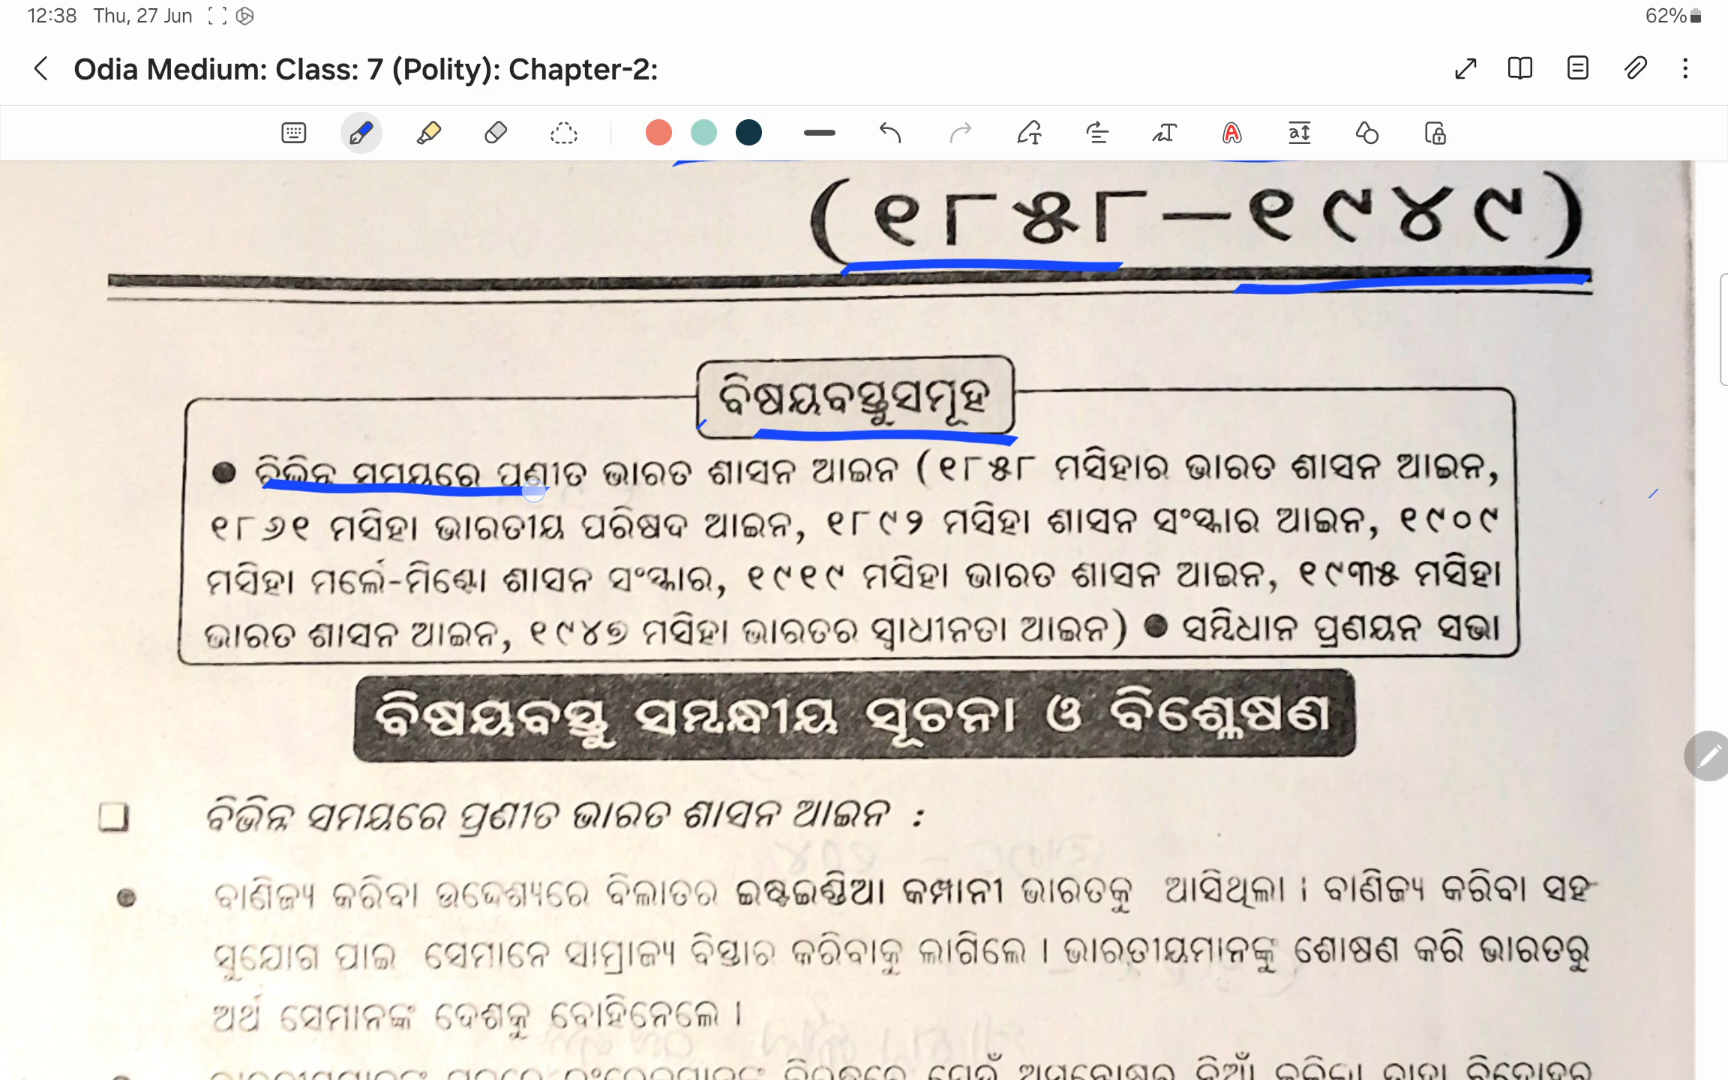 12:38 Thu, 27 Jun 62%
Odia Medium: Class: 7 (Polity): Chapter-2:
(୧୮୫୮–୧୯୪୯)
ବିଷୟବସ୍ତୁସମୂହ
● ବିଭିନ୍ନ ସମୟରେ ପ୍ରଣୀତ ଭାରତ ଶାସନ ଆଇନ (୧୮୫୮ ମସିହାର ଭାରତ ଶାସନ ଆଇନ,
୧୮୬୧ ମସିହା ଭାରତୀୟ ପରିଷଦ ଆଇନ, ୧୮୯୨ ମସିହା ଶାସନ ସଂସ୍କାର ଆଇନ, ୧୯୦୯
ମସିହା ମର୍ଲେ-ମିଣ୍ଟୋ ଶାସନ ସଂସ୍କାର, ୧୯୧୯ ମସିହା ଭାରତ ଶାସନ ଆଇନ, ୧୯୩୫ ମସିହା
ଭାରତ ଶାସନ ଆଇନ, ୧୯୪୭ ମସିହା ଭାରତର ସ୍ୱାଧୀନତା ଆଇନ) ● ସମ୍ବିଧାନ ପ୍ରଣୟନ ସଭା
ବିଷୟବସ୍ତୁ ସମ୍ବନ୍ଧୀୟ ସୂଚନା ଓ ବିଶ୍ଳେଷଣ
ବିଭିନ୍ନ ସମୟରେ ପ୍ରଣୀତ ଭାରତ ଶାସନ ଆଇନ :
● ବାଣିଜ୍ୟ କରିବା ଉଦ୍ଦେଶ୍ୟରେ ବିଲାତର ଇଷ୍ଟଇଣ୍ଡିଆ କମ୍ପାନୀ ଭାରତକୁ ଆସିଥିଲା । ବାଣିଜ୍ୟ କରିବା ସହ
ସୁଯୋଗ ପାଇ ସେମାନେ ସାମ୍ରାଜ୍ୟ ବିସ୍ତାର କରିବାକୁ ଲାଗିଲେ । ଭାରତୀୟମାନଙ୍କୁ ଶୋଷଣ କରି ଭାରତରୁ
ଅର୍ଥ ସେମାନଙ୍କ ଦେଶକୁ ବୋହିନେଲେ ।